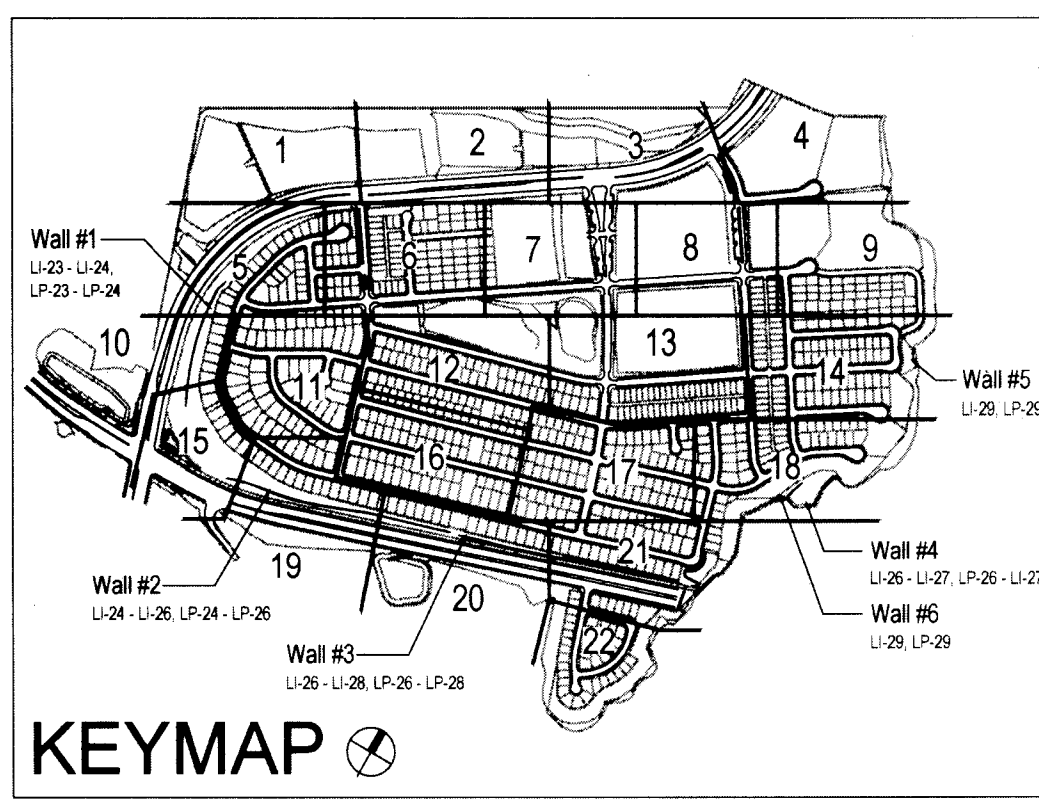 1
2
3
4
Wall #1
LI-23 - LI-24,
LP-23 - LP-24
5
6
7
8
9
10
11
12
13
14
Wall #5
LI-29, LP-29
15
16
17
18
Wall #4
LI-26 - LI-27, LP-26 - LI-27
19
20
21
Wall #2
LI-24 - LI-26, LP-24 - LP-26
Wall #6
LI-29, LP-29
22
Wall #3
LI-26 - LI-28, LP-26 - LP-28
KEYMAP